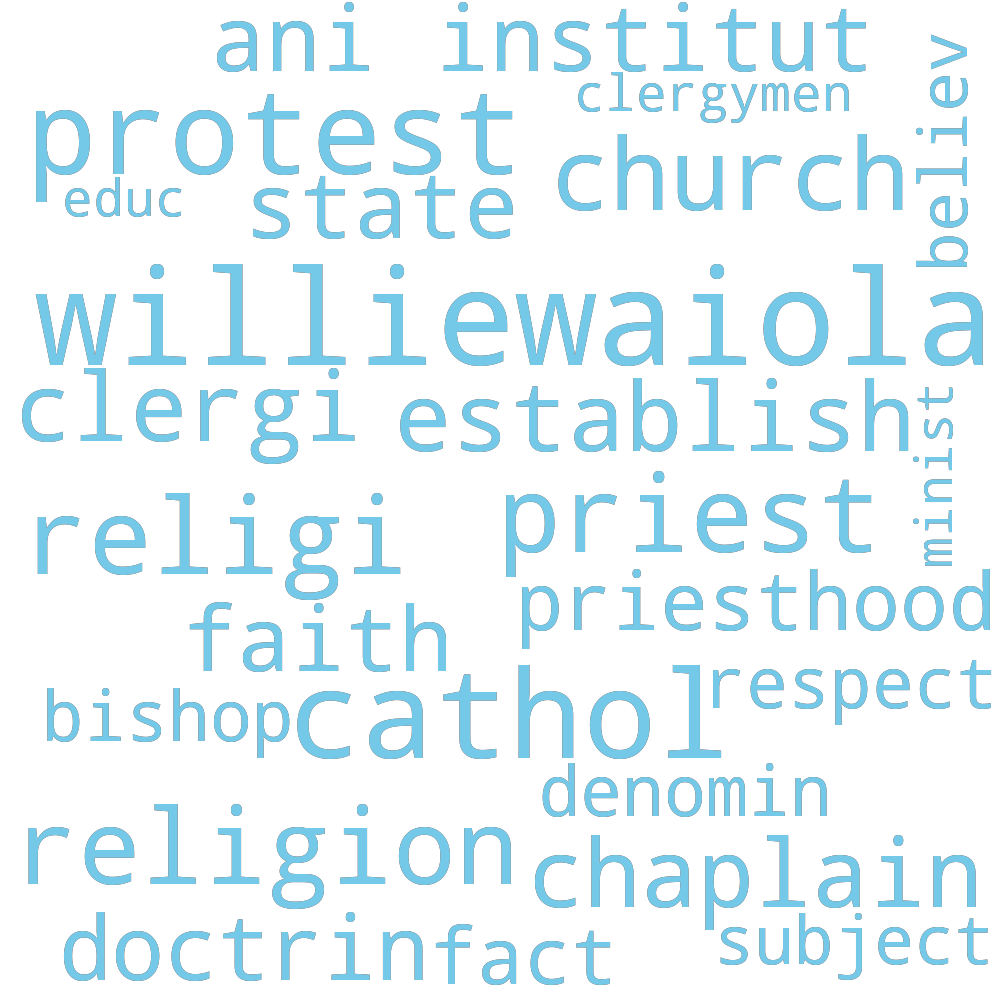 ani institut
clergymen
believ
protest
church
educ
state
williewaiola
clergi
establish
minist
religi
priest
priesthood
faith
respect
bishop
cathol
denomin
religion
chaplain
doctrin
fact
subject